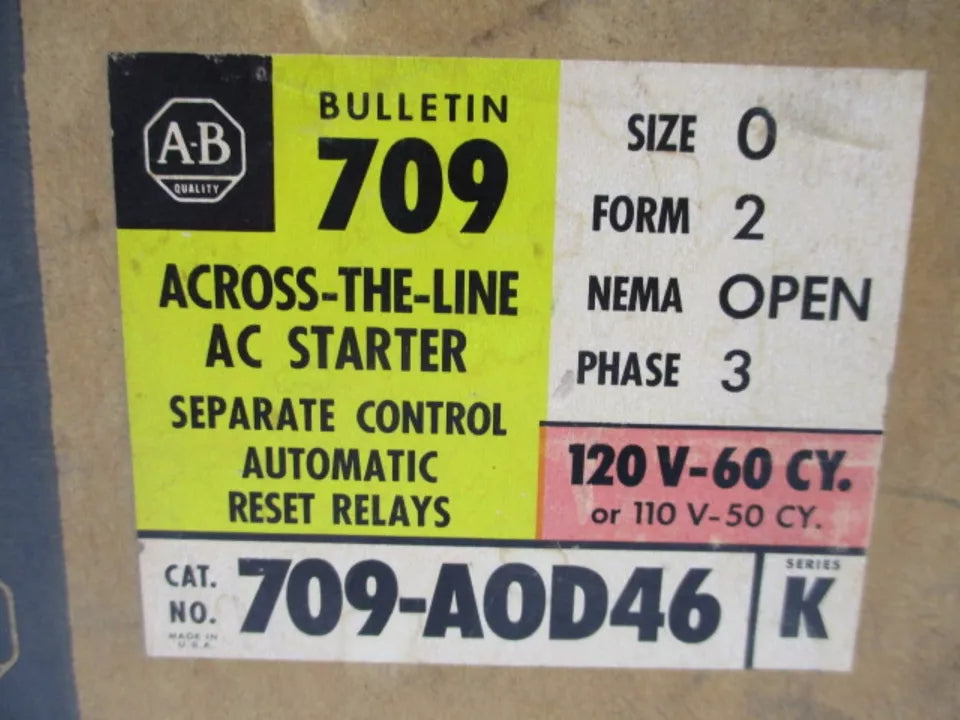 A-B
QUALITY
BULLETIN
709
ACROSS-THE-LINE
AC STARTER
SEPARATE CONTROL
AUTOMATIC
RESET RELAYS
SIZE 0
FORM 2
NEMA OPEN
PHASE 3
120 V-60 CY.
or 110 V-50 CY.
CAT.
NO. 709-AOD46
MADE IN
U.S.A.
SERIES
K